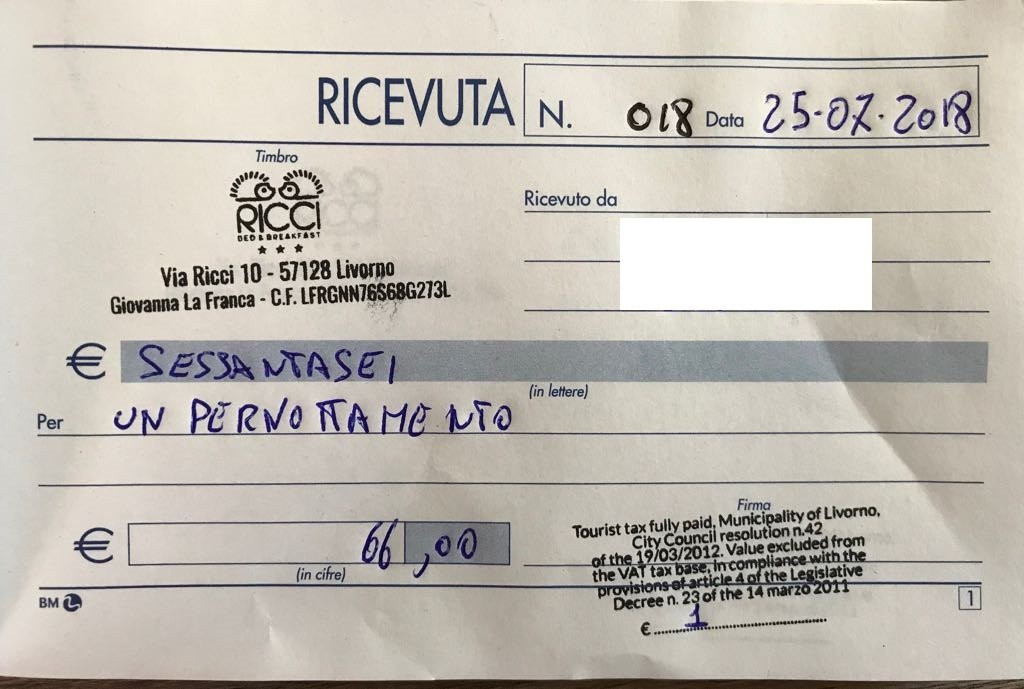 RICEVUTA N. 018 Data 25-07-2018
Timbro
RICCI
BED & BREAKFAST
Via Ricci 10 - 57128 Livorno
Giovanna La Franca - C.F. LFRGNN76S68G273L
Ricevuto da
€ SESSANTASEI
(in lettere)
Per UN PERNOTTAMENTO
€ 66,00
(in cifre)
Firma
Tourist tax fully paid, Municipality of Livorno,
City Council resolution n.42
of the 19/03/2012. Value excluded from
the VAT tax base, in compliance with the
provisions of article 4 of the Legislative
Decree n. 23 of the 14 marzo 2011
€ 1
BM
1